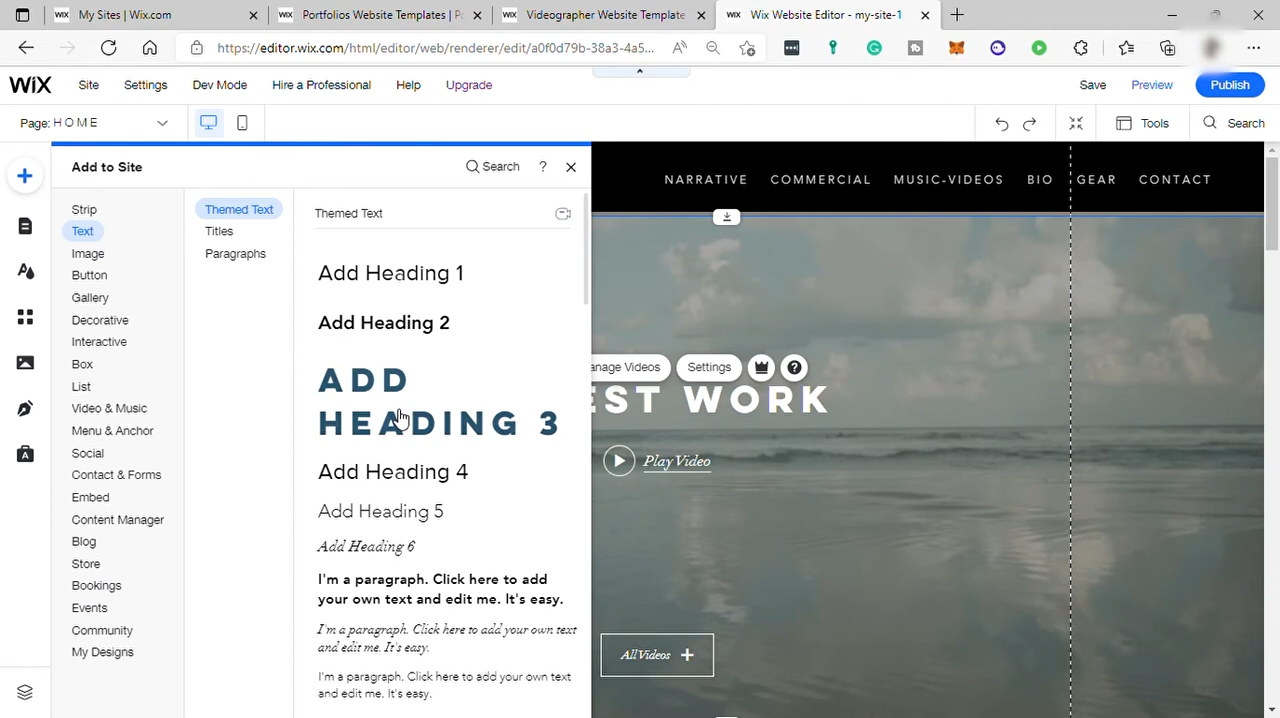 My Sites | Wix.com
Portfolios Website Templates | Po
Videographer Website Template
Wix Website Editor - my-site-1
https://editor.wix.com/html/editor/web/renderer/edit/a0f0d79b-38a3-4a5...
WiX Site Settings Dev Mode Hire a Professional Help Upgrade Save Preview Publish
Page: H O M E Tools Search
Add to Site Search ?
NARRATIVE COMMERCIAL MUSIC-VIDEOS BIO GEAR CONTACT
Strip
Text
Image
Button
Gallery
Decorative
Interactive
Box
List
Video & Music
Menu & Anchor
Social
Contact & Forms
Embed
Content Manager
Blog
Store
Bookings
Events
Community
My Designs
Themed Text
Titles
Paragraphs
Themed Text
Add Heading 1
Add Heading 2
ADD
HEADING 3
Add Heading 4
Add Heading 5
Add Heading 6
I'm a paragraph. Click here to add
your own text and edit me. It's easy.
I'm a paragraph. Click here to add your own text
and edit me. It's easy.
I'm a paragraph. Click here to add your own text
and edit me. It's easy.
anage Videos Settings ?
EST WORK
Play Video
All Videos +